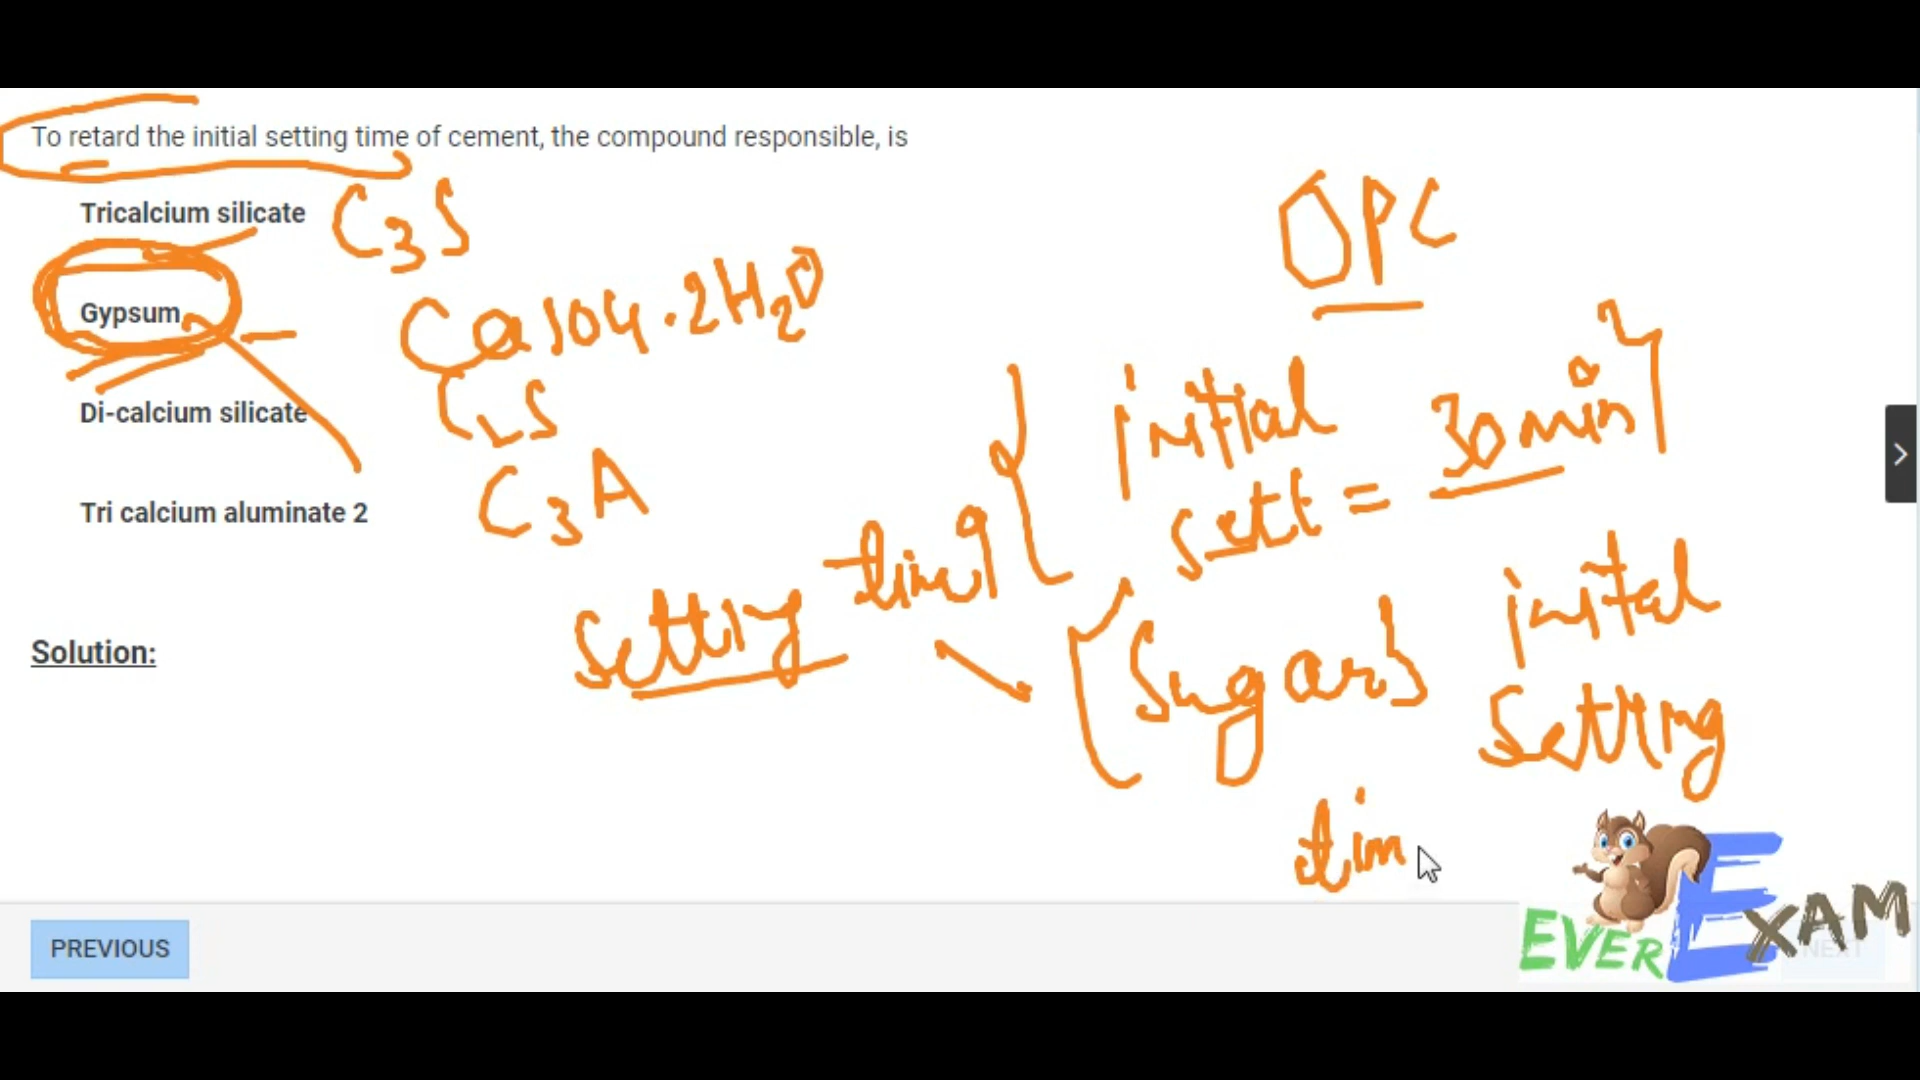 To retard the initial setting time of cement, the compound responsible, is
Tricalcium silicate C3S
Gypsum CaSO4.2H2O
Di-calcium silicate C2S
Tri calcium aluminate 2 C3A
OPC
initial
sett = 30 min
setting time
Sugar
initial
setting
tim
Solution:
PREVIOUS
NEXT
EVER EXAM